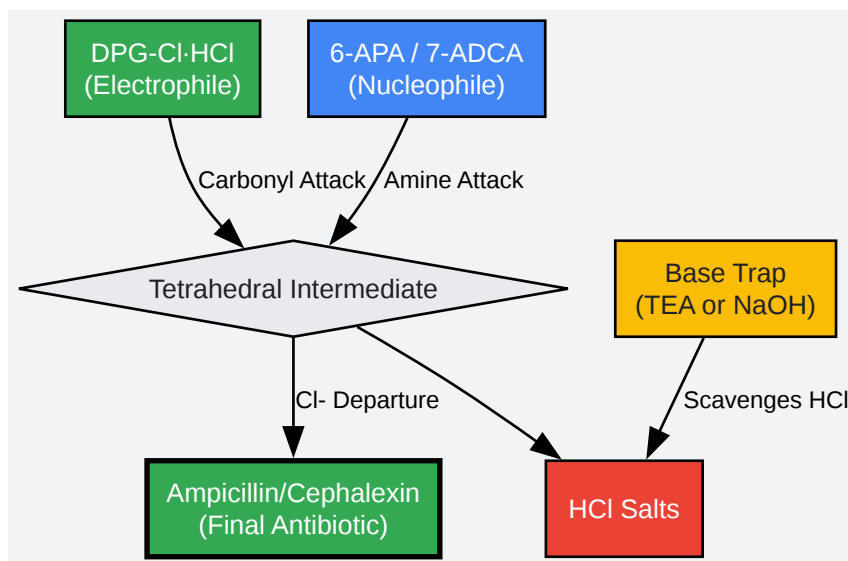 DPG-Cl·HCl
(Electrophile)
6-APA / 7-ADCA
(Nucleophile)
Carbonyl Attack
Amine Attack
Tetrahedral Intermediate
Base Trap
(TEA or NaOH)
Cl- Departure
Scavenges HCl
Ampicillin/Cephalexin
(Final Antibiotic)
HCl Salts